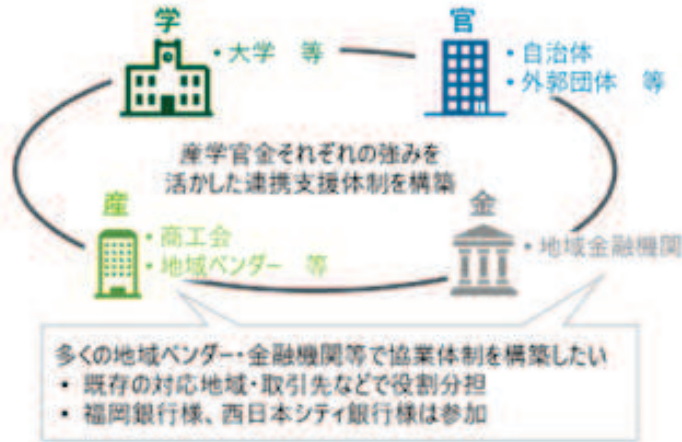 学
・大学 等
官
・自治体
・外郭団体 等
産学官金それぞれの強みを
活かした連携支援体制を構築
産
・商工会
・地域ベンダー 等
金
・地域金融機関
多くの地域ベンダー・金融機関等で協業体制を構築したい
• 既存の対応地域・取引先などで役割分担
• 福岡銀行様、西日本シティ銀行様は参加